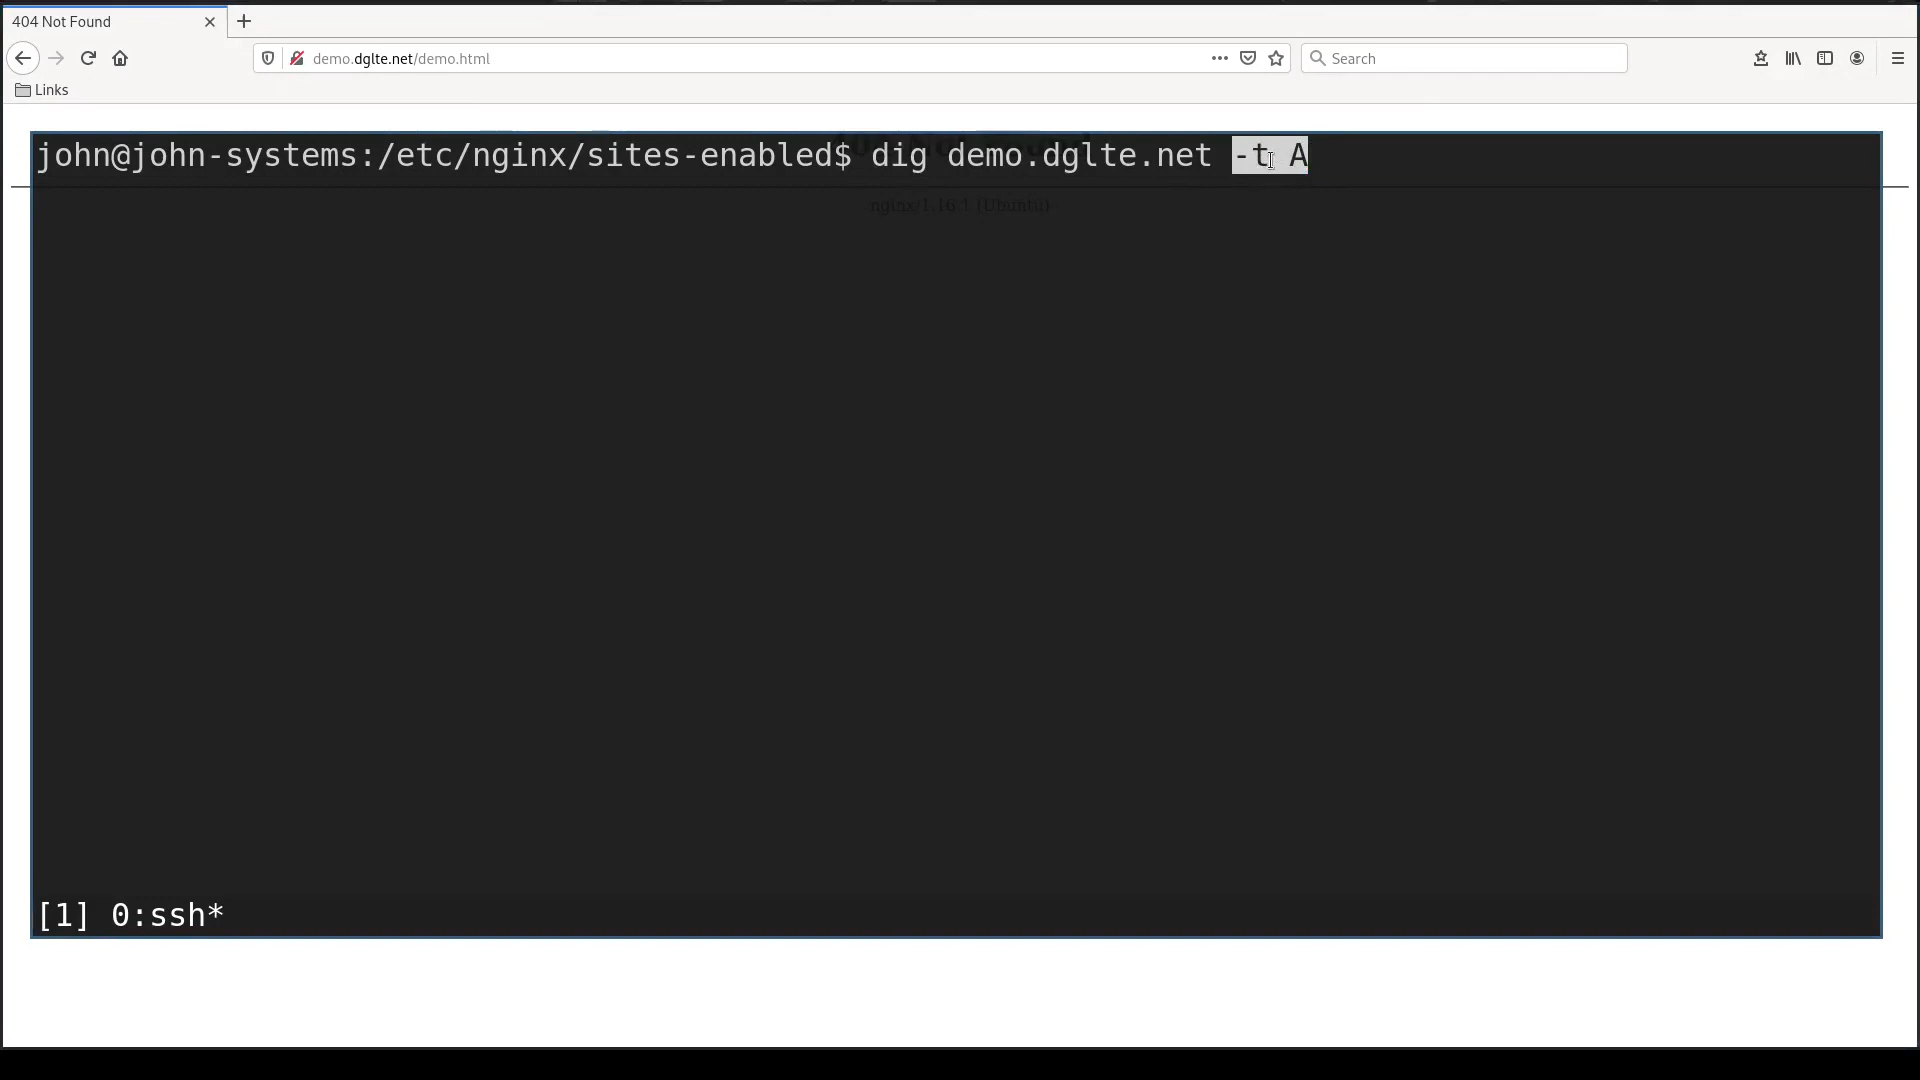 404 Not Found
demo.dglte.net/demo.html
Search
Links
john@john-systems:/etc/nginx/sites-enabled$ dig demo.dglte.net -t A
nginx/1.16.1 (Ubuntu)
[1] 0:ssh*